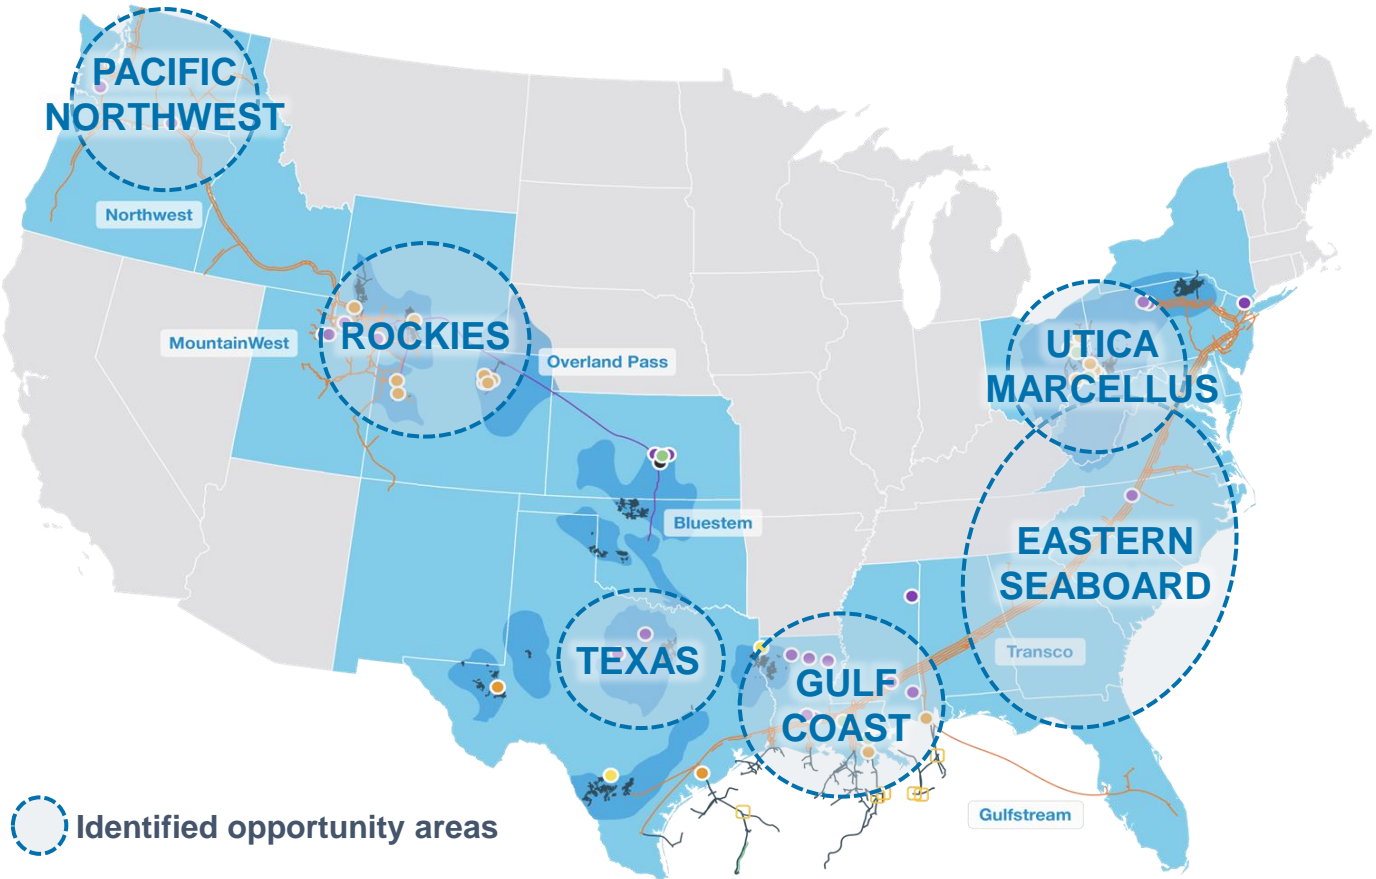 PACIFIC
NORTHWEST
Northwest
MountainWest
ROCKIES
Overland Pass
UTICA
MARCELLUS
Bluestem
EASTERN
SEABOARD
Transco
TEXAS
GULF
COAST
Gulfstream
Identified opportunity areas